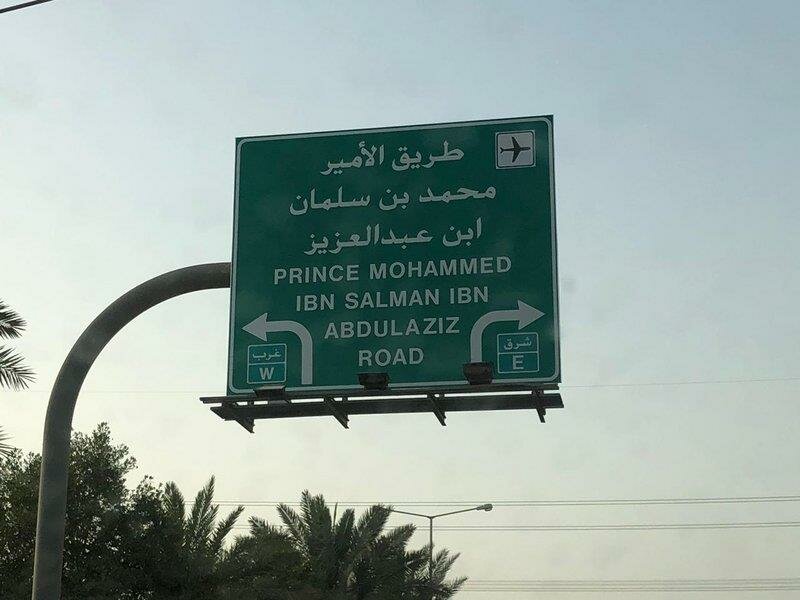 طريق الأمير
محمد بن سلمان
ابن عبدالعزيز
PRINCE MOHAMMED
IBN SALMAN IBN
ABDULAZIZ
ROAD
غرب
W
شرق
E